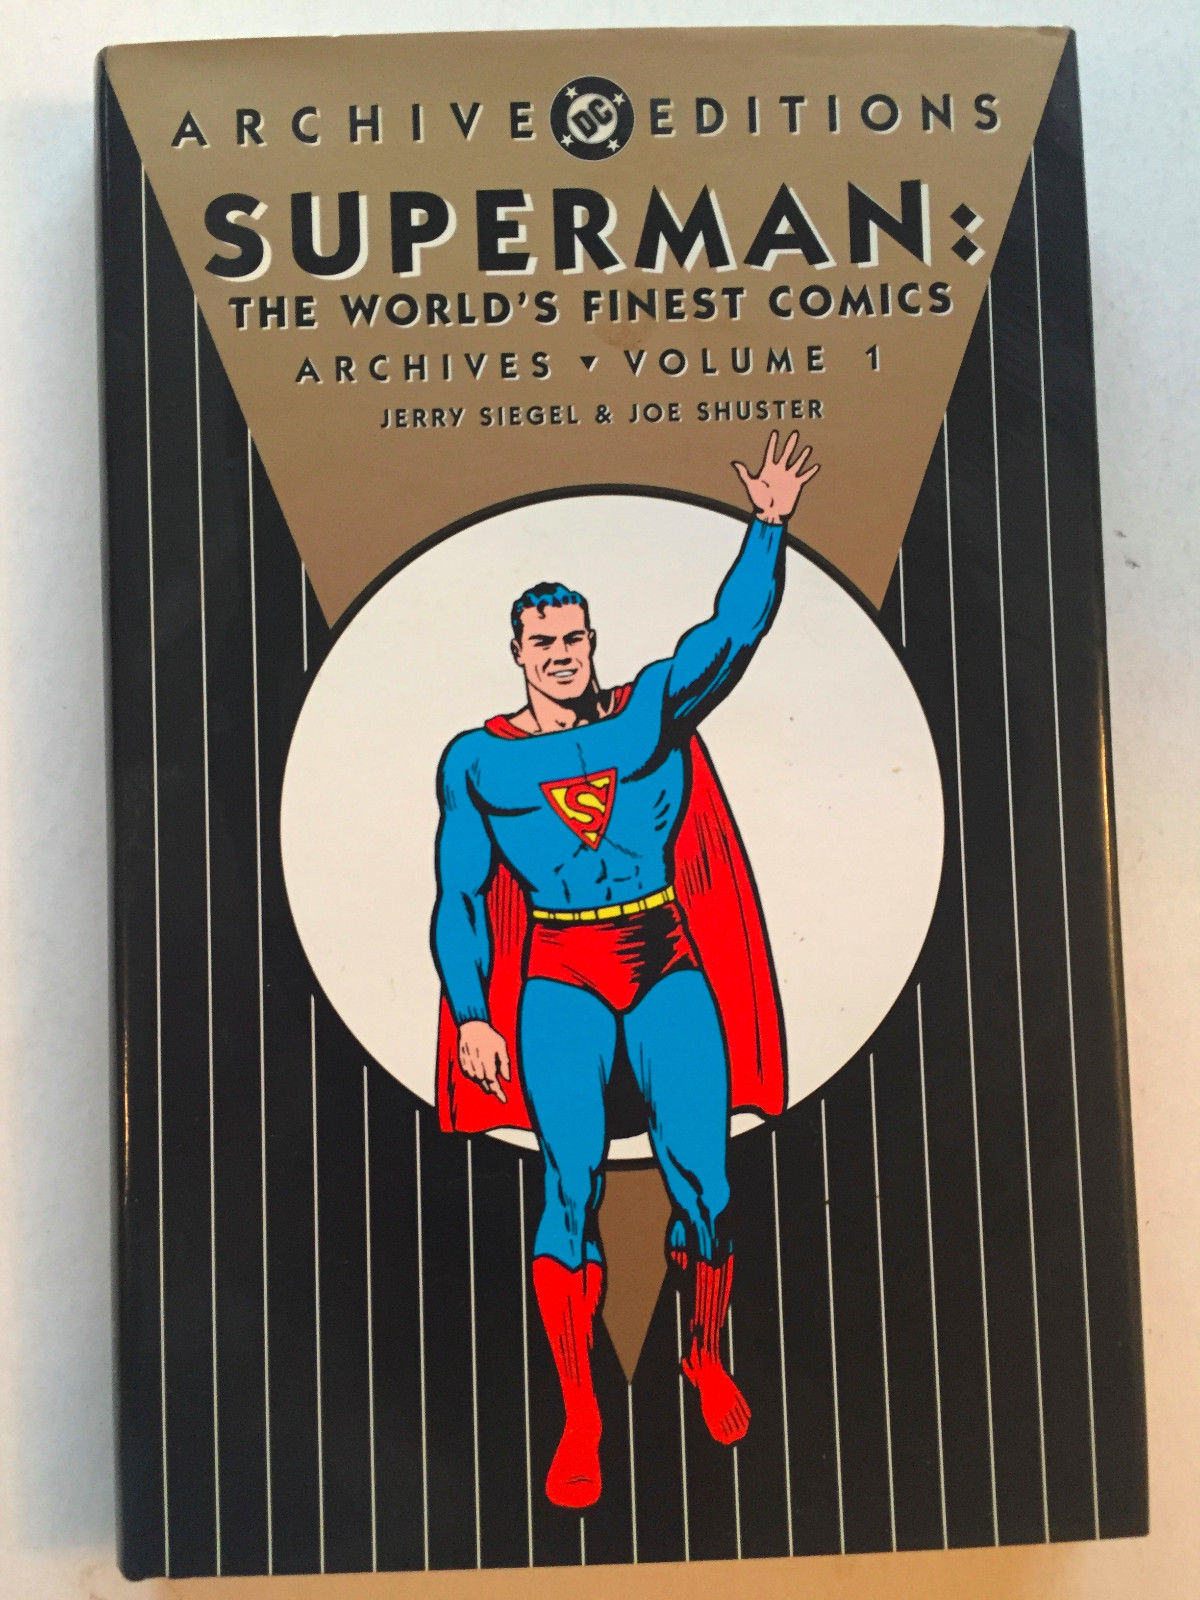 ARCHIVE DC EDITIONS
SUPERMAN:
THE WORLD'S FINEST COMICS
ARCHIVES ▼ VOLUME 1
JERRY SIEGEL & JOE SHUSTER
S